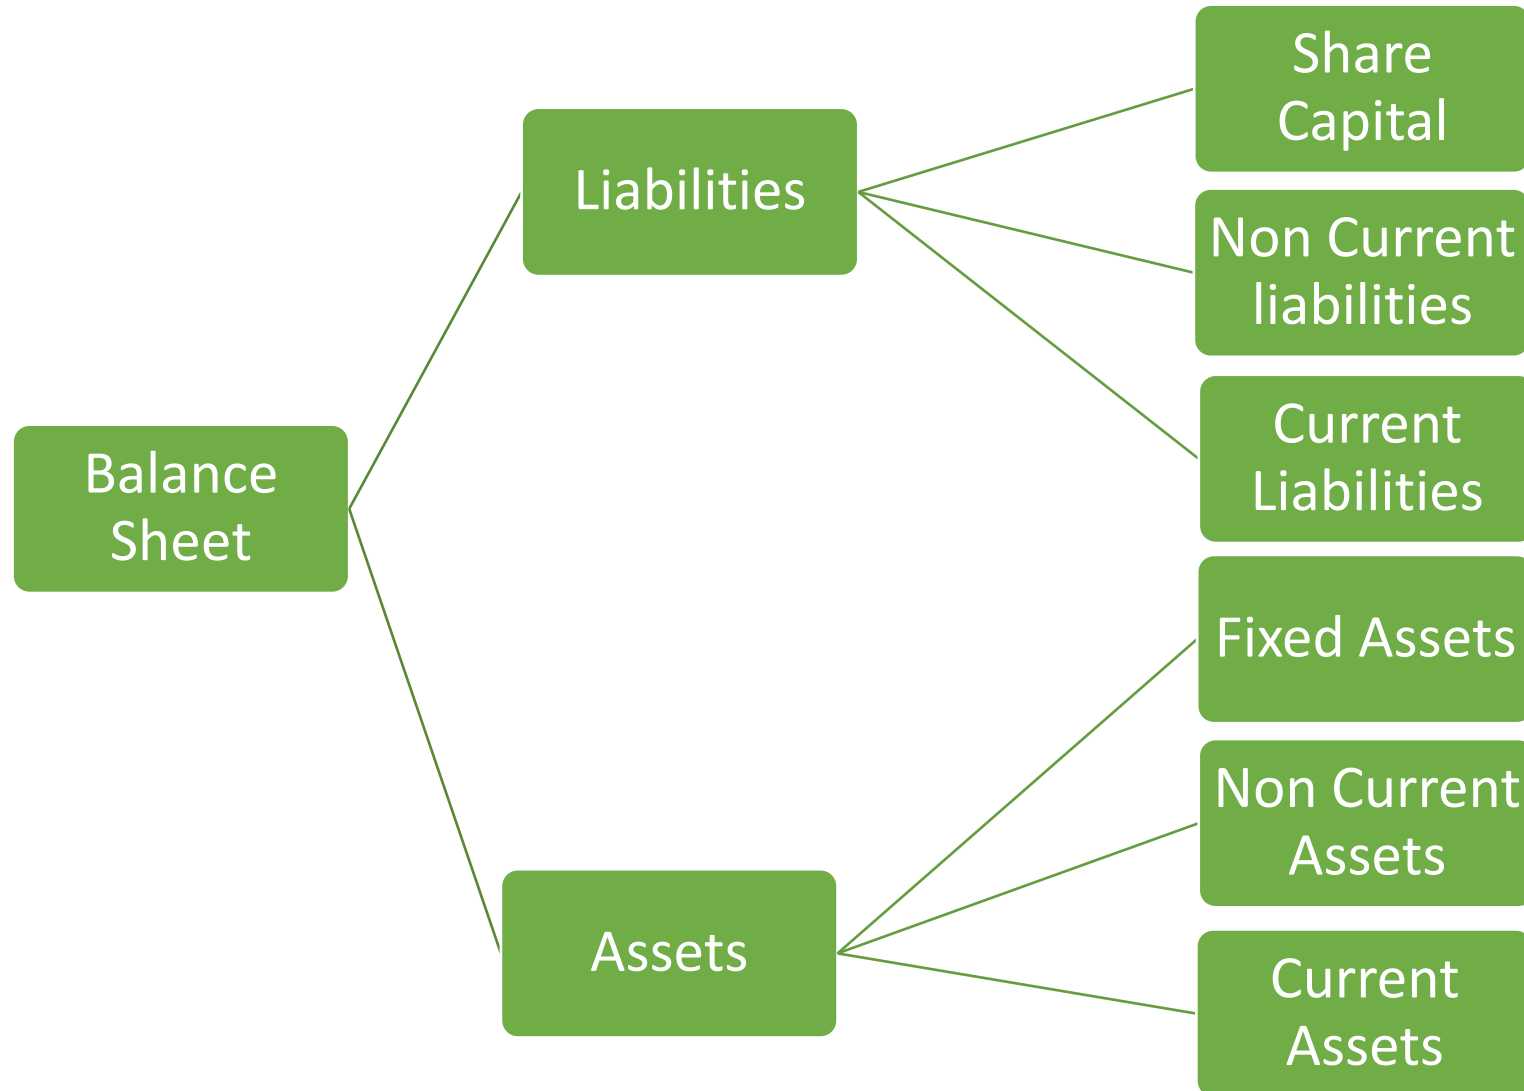 Balance
Sheet
Liabilities
Assets
Share
Capital
Non Current
liabilities
Current
Liabilities
Fixed Assets
Non Current
Assets
Current
Assets